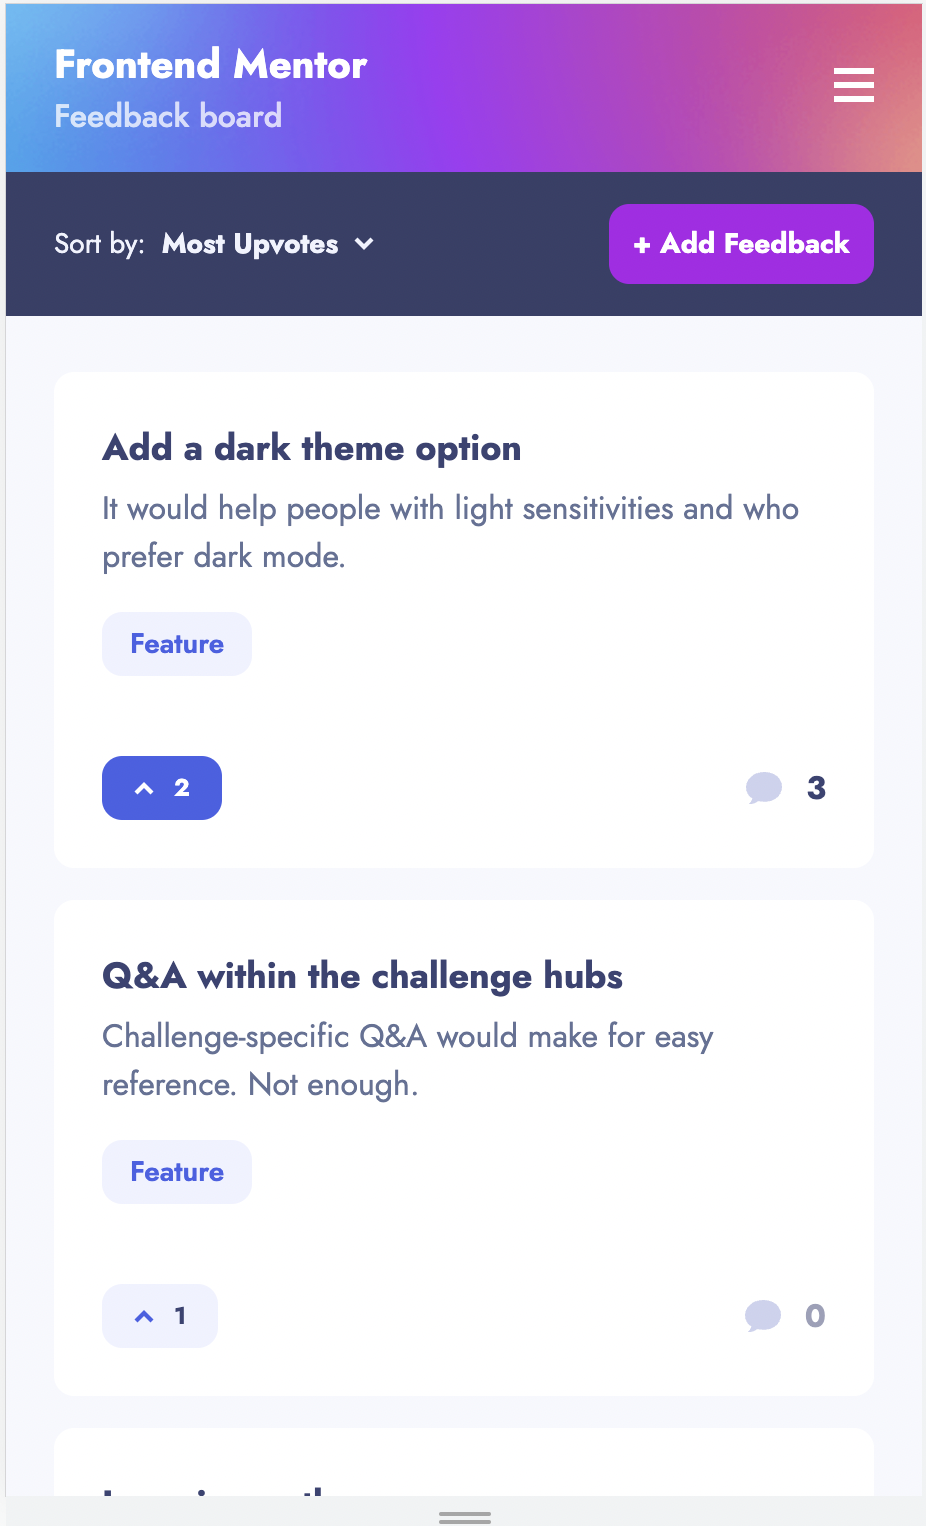 Frontend Mentor
Feedback board
Sort by: Most Upvotes
+ Add Feedback
Add a dark theme option
It would help people with light sensitivities and who
prefer dark mode.
Feature
2
3
Q&A within the challenge hubs
Challenge-specific Q&A would make for easy
reference. Not enough.
Feature
1
0